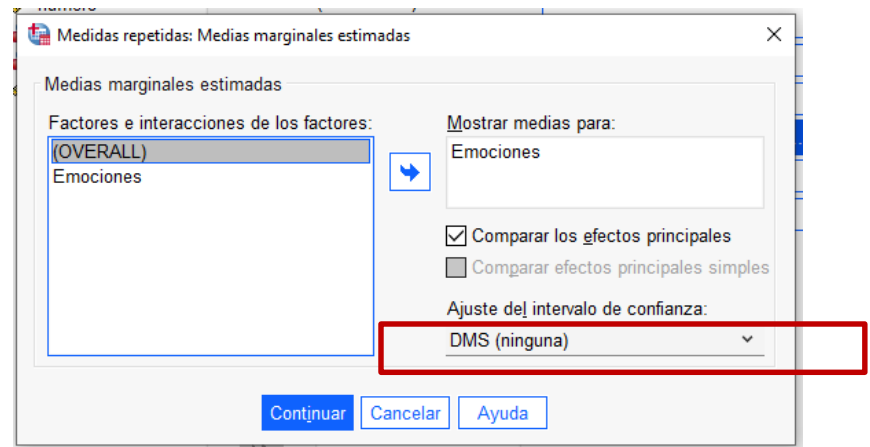 Medidas repetidas: Medias marginales estimadas
Medias marginales estimadas
Factores e interacciones de los factores:
(OVERALL)
Emociones
Mostrar medias para:
Emociones
Comparar los efectos principales
Comparar efectos principales simples
Ajuste del intervalo de confianza:
DMS (ninguna)
Continuar
Cancelar
Ayuda